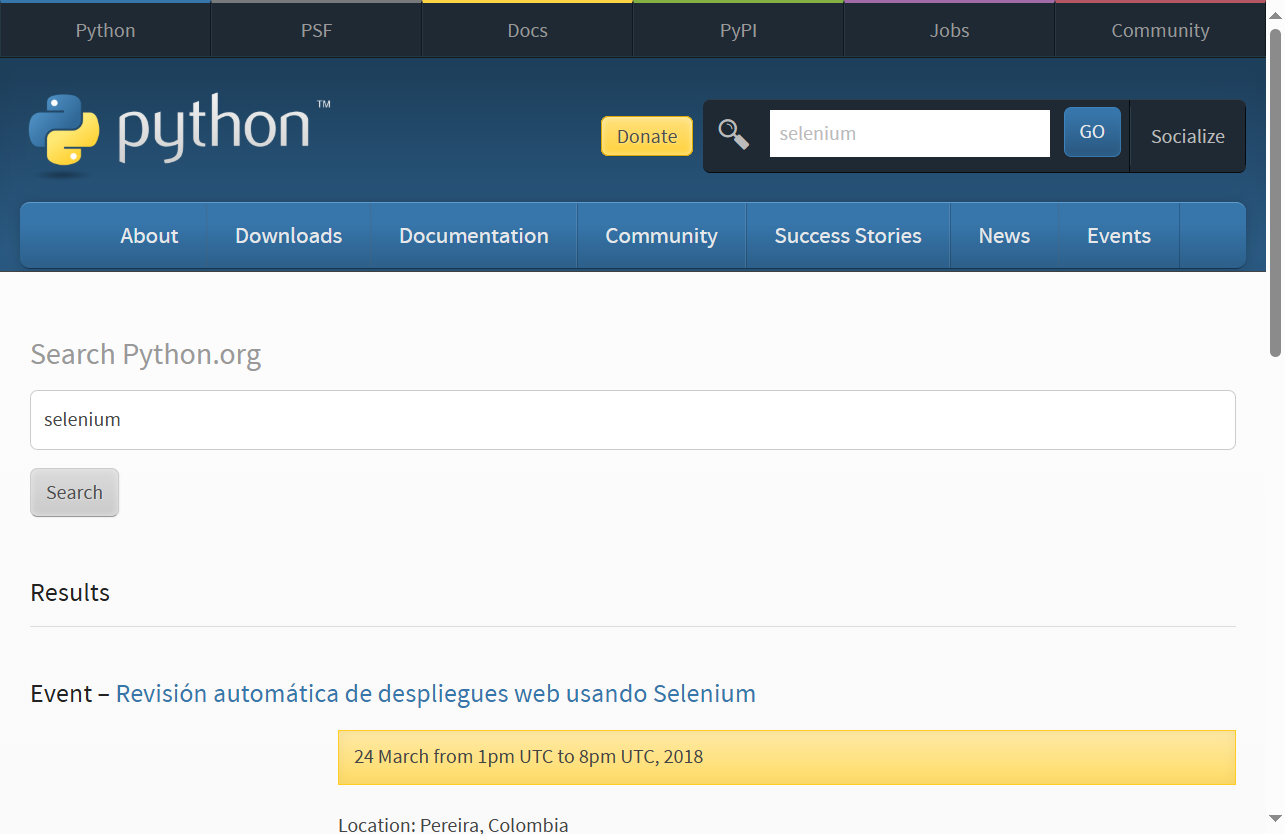 Python PSF Docs PyPI Jobs Community
python™
Donate selenium GO Socialize
About Downloads Documentation Community Success Stories News Events
Search Python.org
selenium
Search
Results
Event – Revisión automática de despliegues web usando Selenium
24 March from 1pm UTC to 8pm UTC, 2018
Location: Pereira, Colombia